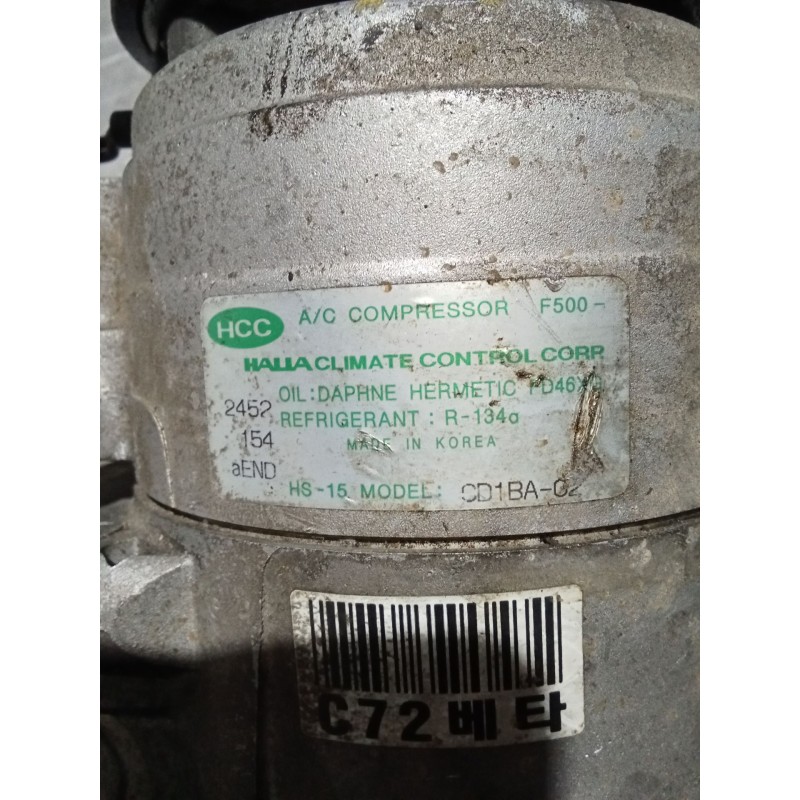 HCC A/C COMPRESSOR F500-
HALLA CLIMATE CONTROL CORP
OIL: DAPHNE HERMETIC
2452 REFRIGERANT : R-134a
154 MADE IN KOREA
aEND
HS-15 MODEL: CD1BA-02
C72베타